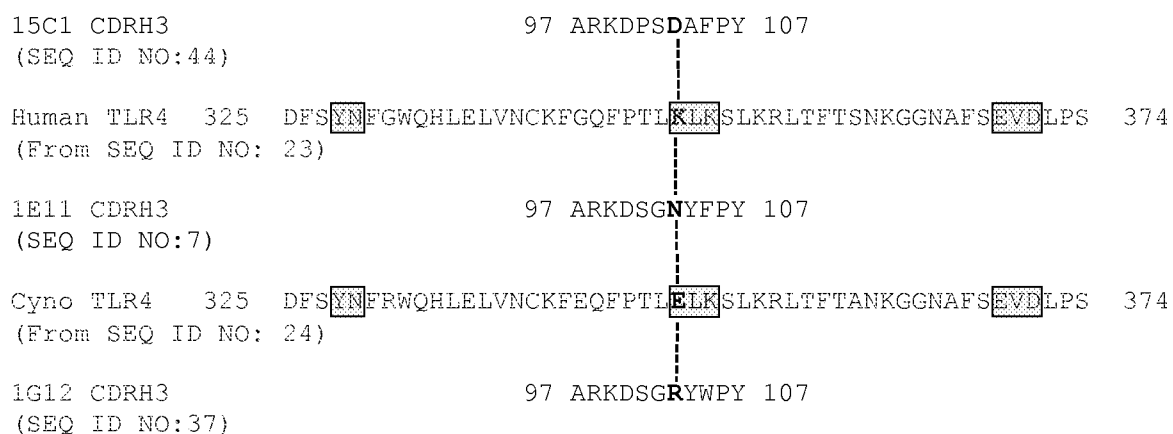 15C1 CDRH3 97 ARKDPSDAFPY 107
(SEQ ID NO:44)
Human TLR4 325 DFSYNFGWQHLELVNCKFGQFPTLKLKSLKRLTFTSNKGGNAFSEVDLPS 374
(From SEQ ID NO: 23)
1E11 CDRH3 97 ARKDSGNYFPY 107
(SEQ ID NO:7)
Cyno TLR4 325 DFSYNFRWQHLELVNCKFEQFPTLELKSLKRLTFTANKGGNAFSEVDLPS 374
(From SEQ ID NO: 24)
1G12 CDRH3 97 ARKDSGRYWPY 107
(SEQ ID NO:37)